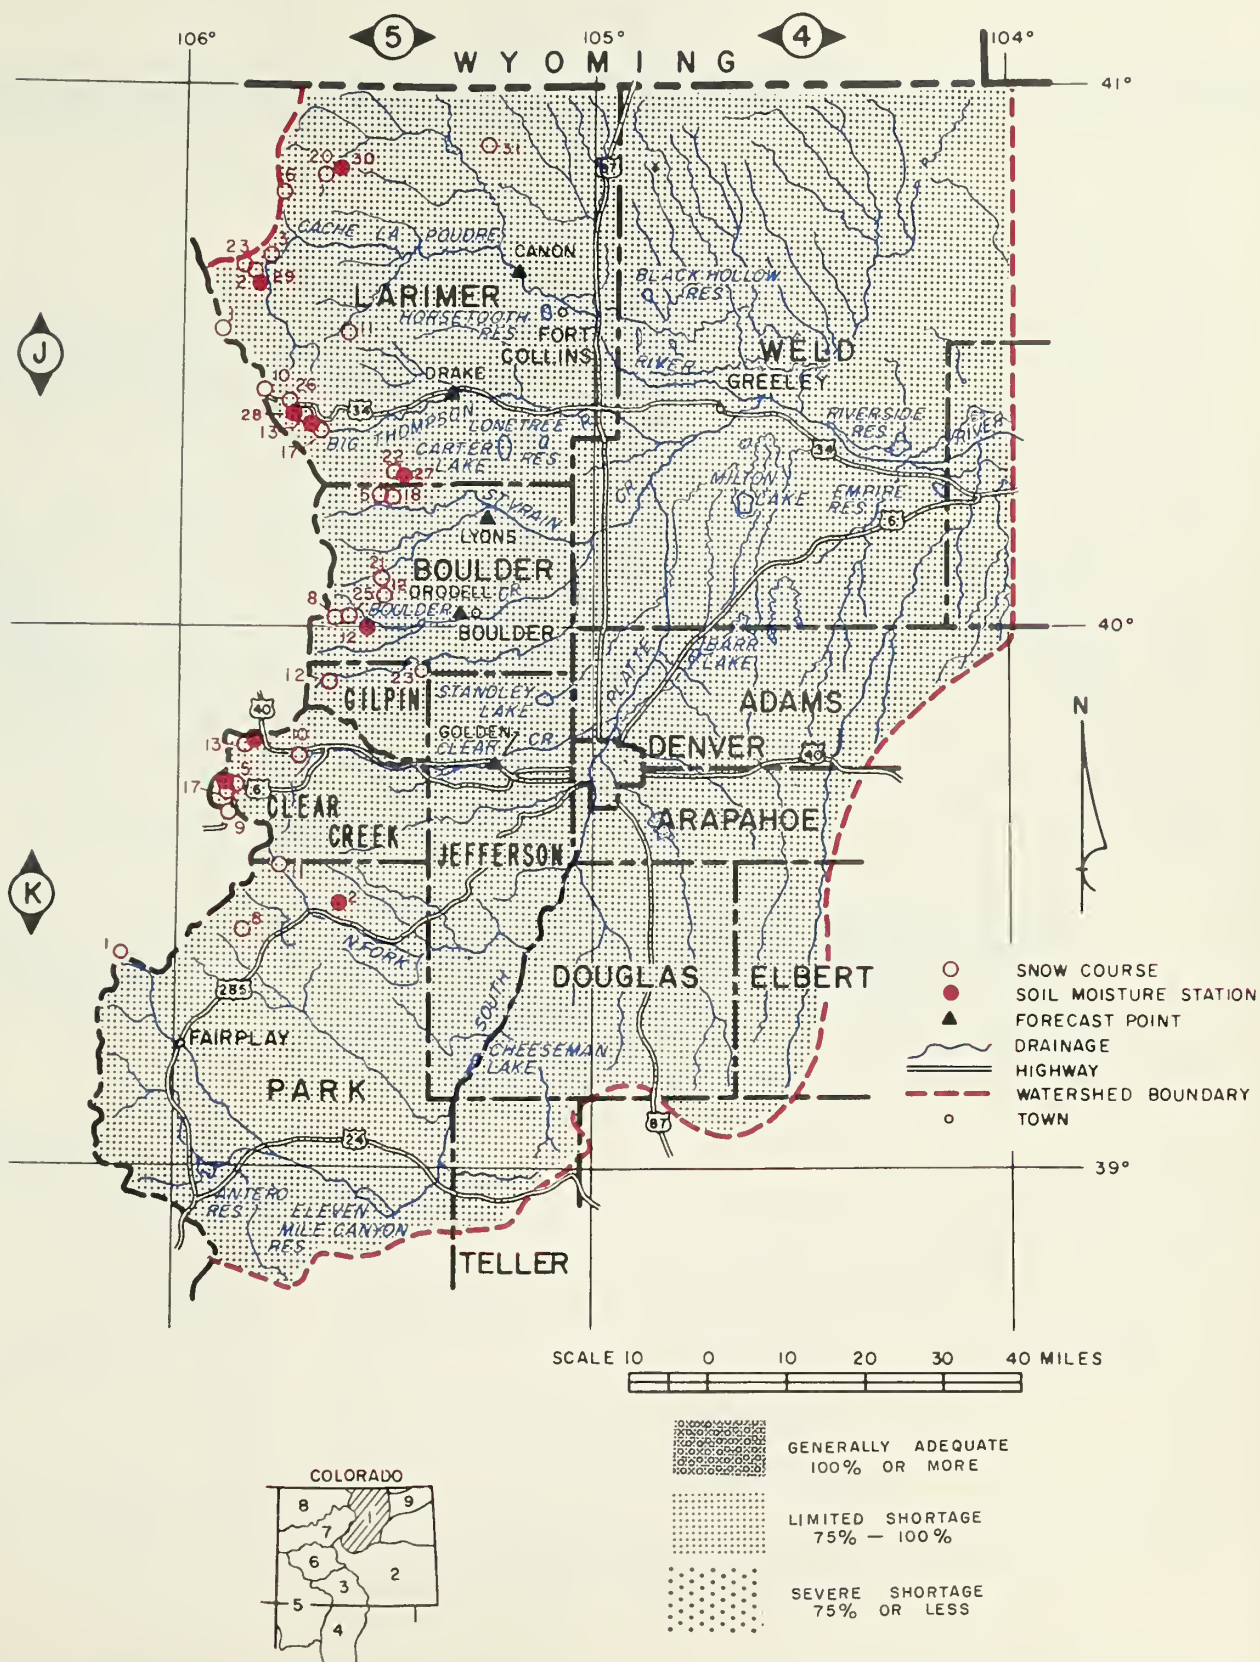 106°
5
105°
4
104°
WYOMING
41°
20
30
31
87
6
CACHE LA POUDRE
23
3
CANON
2
29
BLACK HOLLOW
RES
LARIMER
HORSETOOTH
RES
FORT
COLLINS
J
11
WELD
RIVER
DRAKE
GREELEY
10
26
34
28
13
17
BIG THOMPSON
LONETREE
RES
CARTER
LAKE
RIVERSIDE
RES
RIVER
34
22
27
5
18
MILTON
LAKE
EMPIRE
RES
6
ST VRAIN
CR
LYONS
21
BOULDER
19
25
ORODELL
CR
8
BOULDER
12
BOULDER
40°
BARR
LAKE
PLATTE
12
23
GILPIN
STANDLEY
LAKE
ADAMS
N
40
GOLDEN
CLEAR
CR
DENVER
40
13
17
5
6
9
CLEAR
CREEK
ARAPAHOE
JEFFERSON
11
K
2
8
N. FORK
1
DOUGLAS
ELBERT
SNOW COURSE
SOIL MOISTURE STATION
FORECAST POINT
DRAINAGE
HIGHWAY
WATERSHED BOUNDARY
TOWN
285
SOUTH
FAIRPLAY
CHEESEMAN
LAKE
PARK
24
87
39°
ANTERO
RES
ELEVEN
MILE CANYON
RES
TELLER
SCALE 10 0 10 20 30 40 MILES
GENERALLY ADEQUATE
100% OR MORE
LIMITED SHORTAGE
75% — 100%
SEVERE SHORTAGE
75% OR LESS
COLORADO
8
1
9
7
6
2
3
5
4